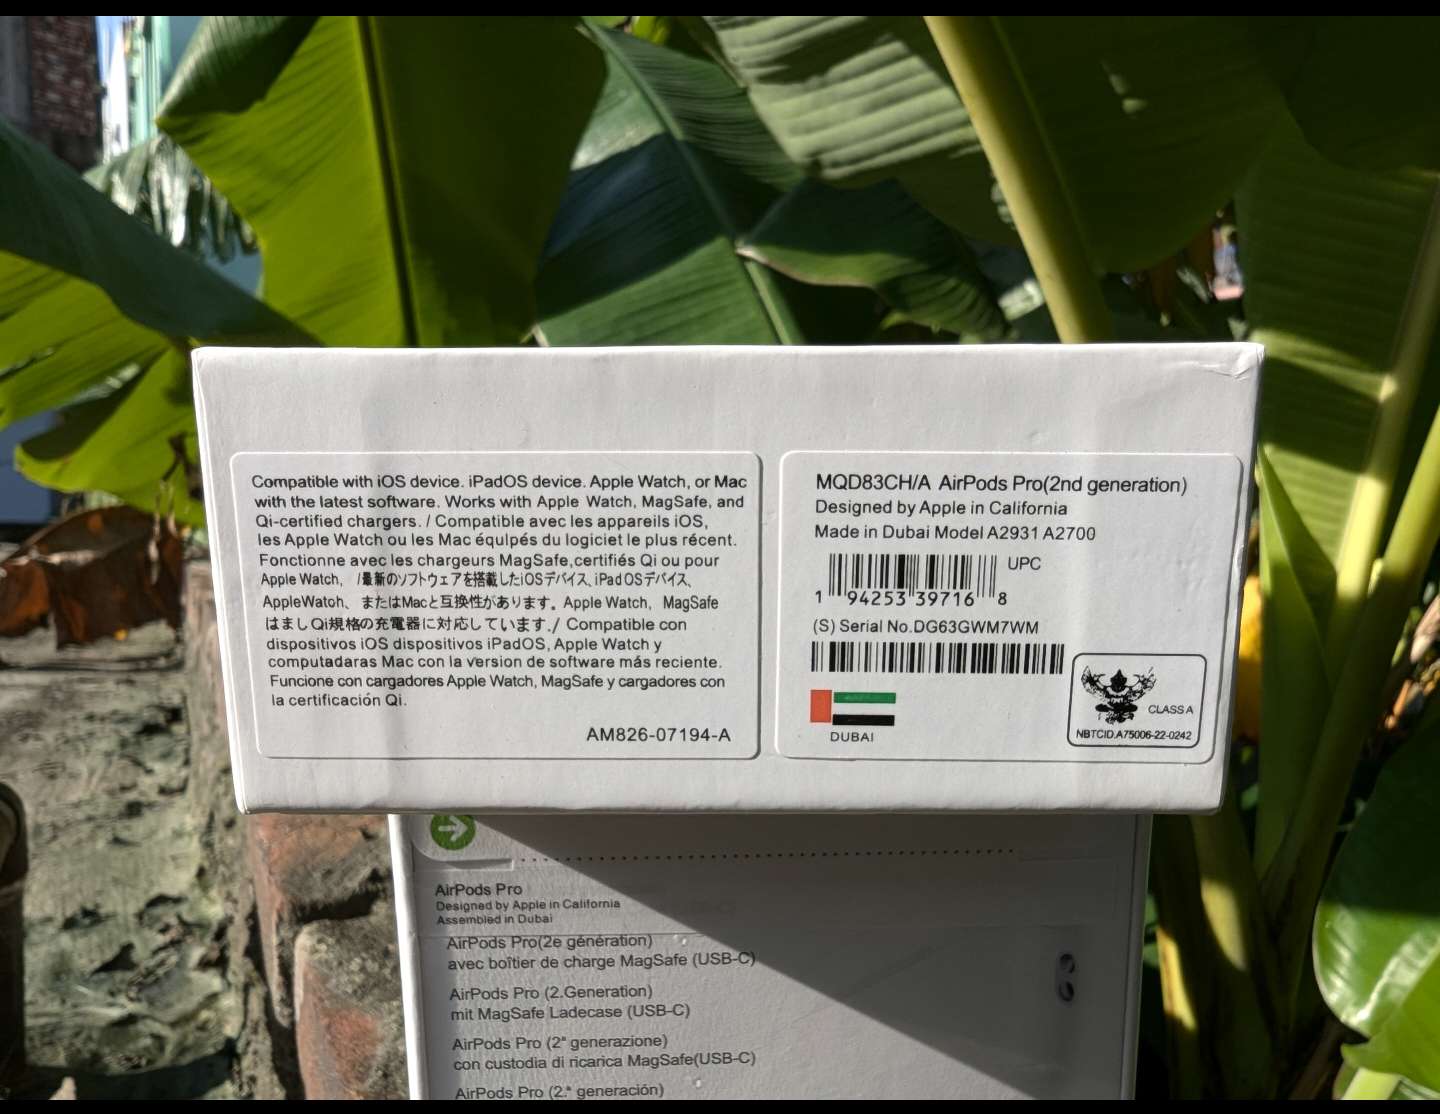 Compatible with iOS device. iPadOS device. Apple Watch, or Mac
with the latest software. Works with Apple Watch, MagSafe, and
Qi-certified chargers. / Compatible avec les appareils iOS,
les Apple Watch ou les Mac équlpés du logiciet le plus récent.
Fonctionne avec les chargeurs MagSafe,certifiés Qi ou pour
Apple Watch, /最新のソフトウェアを搭載したiOSデバイス, iPadOSデバイス、
AppleWatoh、またはMacと互換性があります。Apple Watch, MagSafe
はましQi規格の充電器に対応しています./ Compatible con
dispositivos iOS dispositivos iPadOS, Apple Watch y
computadaras Mac con la version de software más reciente.
Funcione con cargadores Apple Watch, MagSafe y cargadores con
la certificación Qi.
AM826-07194-A
MQD83CH/A AirPods Pro(2nd generation)
Designed by Apple in California
Made in Dubai Model A2931 A2700
UPC
1 94253 39716 8
(S) Serial No.DG63GWM7WM
DUBAI
CLASS A
NBTCID.A75006-22-0242
AirPods Pro
Designed by Apple in California
Assembled in Dubai
AirPods Pro(2e génération)
avec boîtier de charge MagSafe (USB-C)
AirPods Pro (2.Generation)
mit MagSafe Ladecase (USB-C)
AirPods Pro (2ª generazione)
con custodia di ricarica MagSafe(USB-C)
AirPods Pro (2.ª generación)